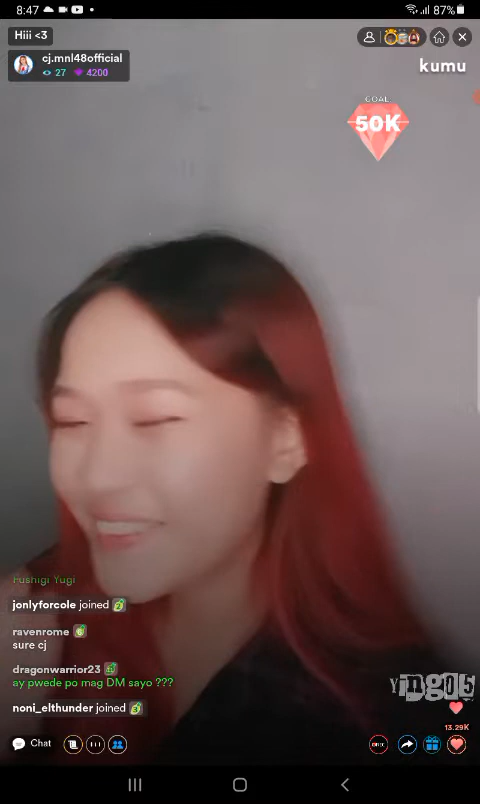 8:47
87%
Hiii <3
cj.mnl48official
27 4200
kumu
GOAL
50K
Fushigi Yugi
jonlyforcole joined
ravenrome
sure cj
dragonwarrior23
ay pwede po mag DM sayo ???
noni_elthunder joined
Yingo5
13.29K
Chat